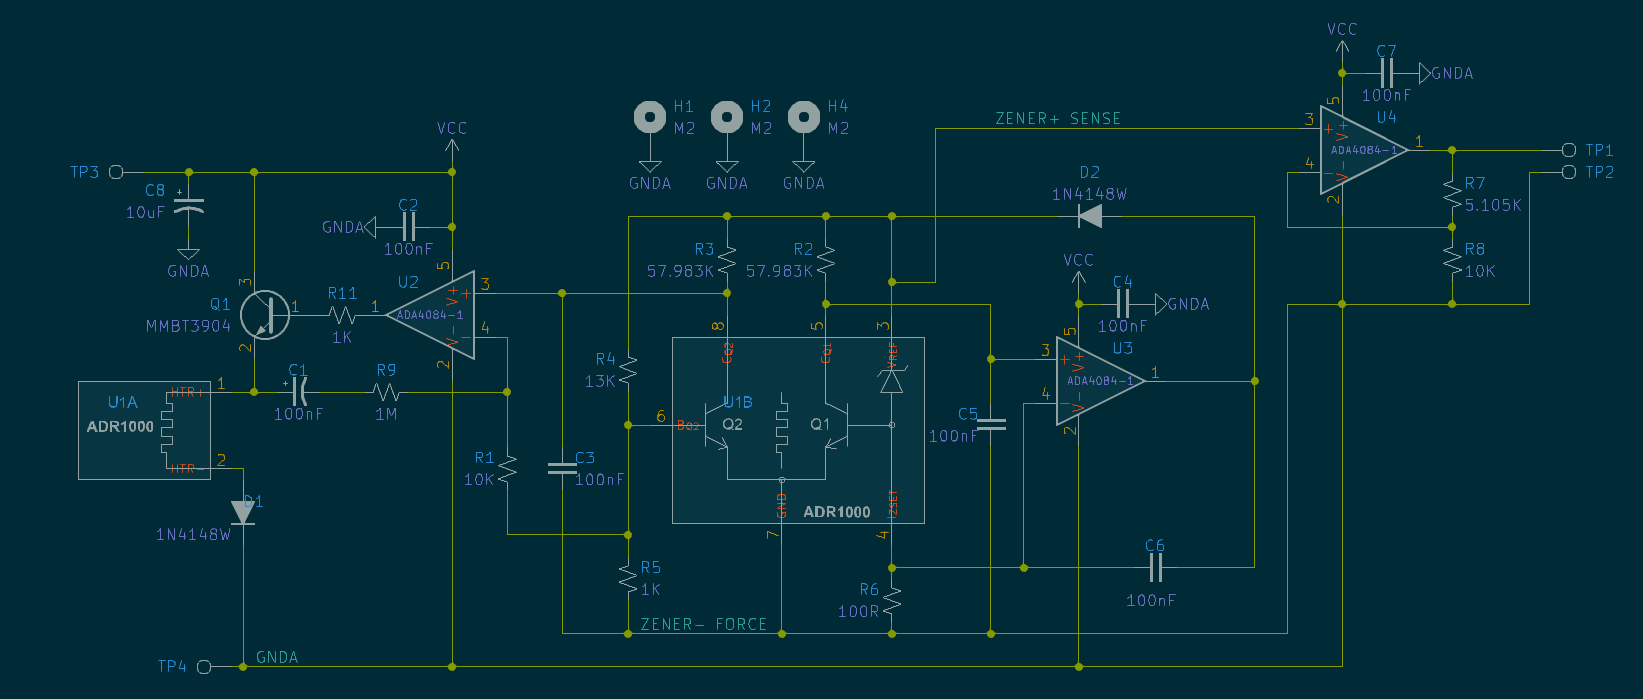 VCC
C7
GNDA
100nF
5
U4
ZENER+ SENSE
3
+
V+
ADA4084-1
1
TP1
4
-
V-
2
TP2
R7
5.105K
R8
10K
H1
M2
GNDA
H2
M2
GNDA
H4
M2
GNDA
VCC
TP3
C8
+
10uF
GNDA
C2
GNDA
100nF
5
U2
3
V+
+
ADA4084-1
1
4
V-
-
2
3
Q1
MMBT3904
1
2
R11
1K
D2
1N4148W
R3
57.983K
R2
57.983K
VCC
C4
GNDA
100nF
5
U3
3
+
V+
ADA4084-1
1
4
-
V-
2
8
5
3
CQ2
CQ1
VREF
R4
13K
C1
+
100nF
R9
1M
HTR+
1
U1A
ADR1000
HTR-
2
D1
1N4148W
6
BQ2
Q2
U1B
Q1
C5
100nF
R1
10K
C3
100nF
GND
IZSET
ADR1000
7
4
R5
1K
R6
100R
C6
100nF
ZENER- FORCE
TP4
GNDA